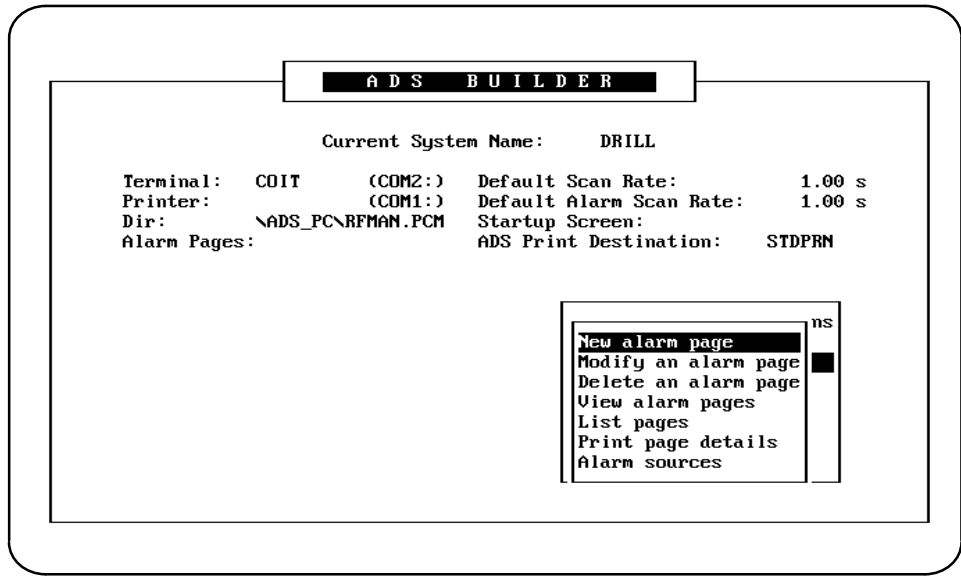 ADS BUILDER
Current System Name: DRILL
Terminal: COIT (COM2:) Default Scan Rate: 1.00 s
Printer: (COM1:) Default Alarm Scan Rate: 1.00 s
Dir: \ADS_PC\RFMAN.PCM Startup Screen:
Alarm Pages: ADS Print Destination: STDPRN
ns
New alarm page
Modify an alarm page
Delete an alarm page
View alarm pages
List pages
Print page details
Alarm sources